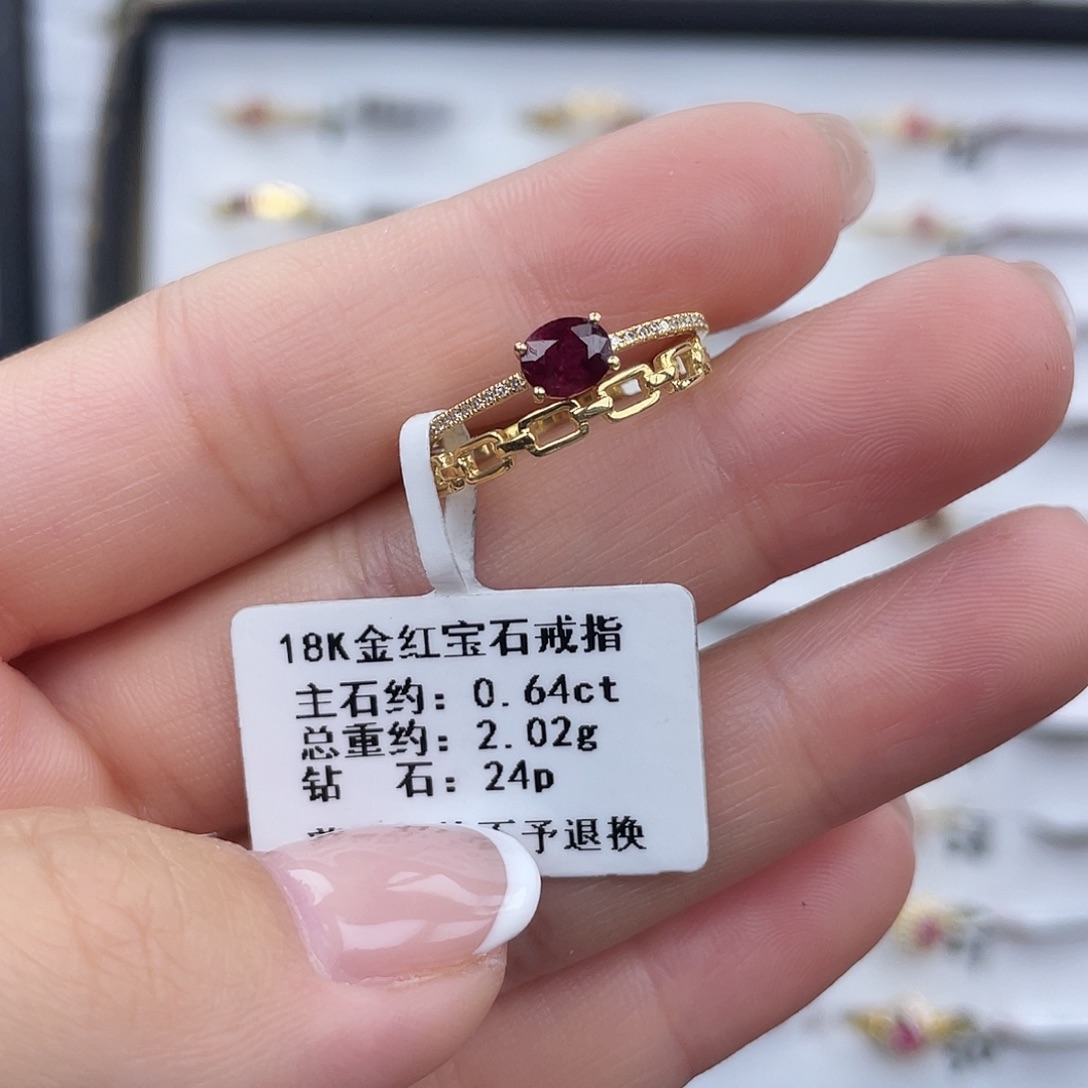 18K金红宝石戒指
主石约: 0.64ct
总重约: 2.02g
钻 石: 24p
不予退换